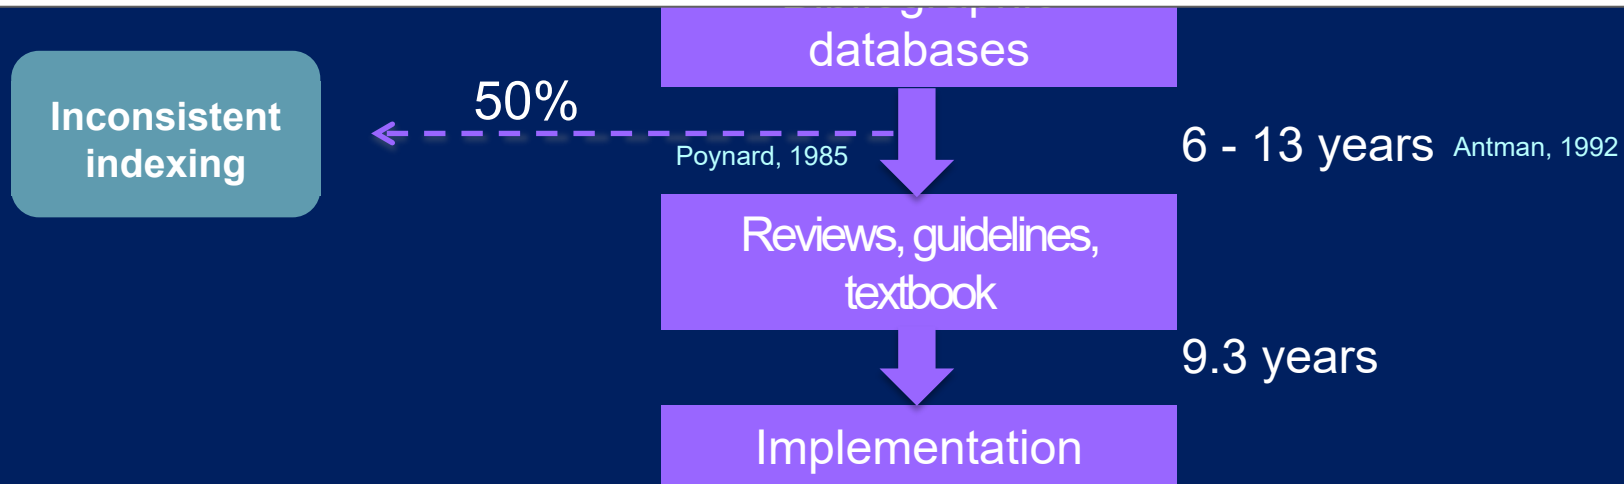 databases
Inconsistent
indexing
50%
Poynard, 1985
6 - 13 years Antman, 1992
Reviews, guidelines,
textbook
9.3 years
Implementation